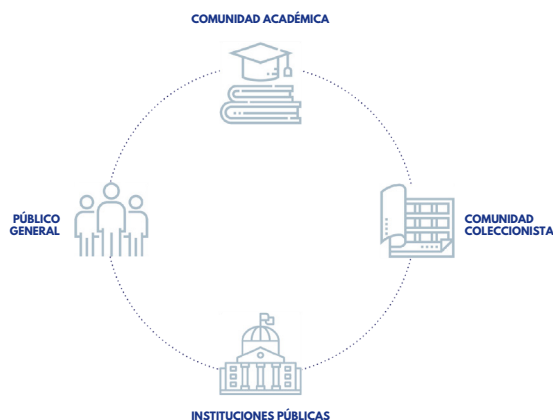 COMUNIDAD ACADÉMICA
PÚBLICO
GENERAL
COMUNIDAD
COLECCIONISTA
INSTITUCIONES PÚBLICAS